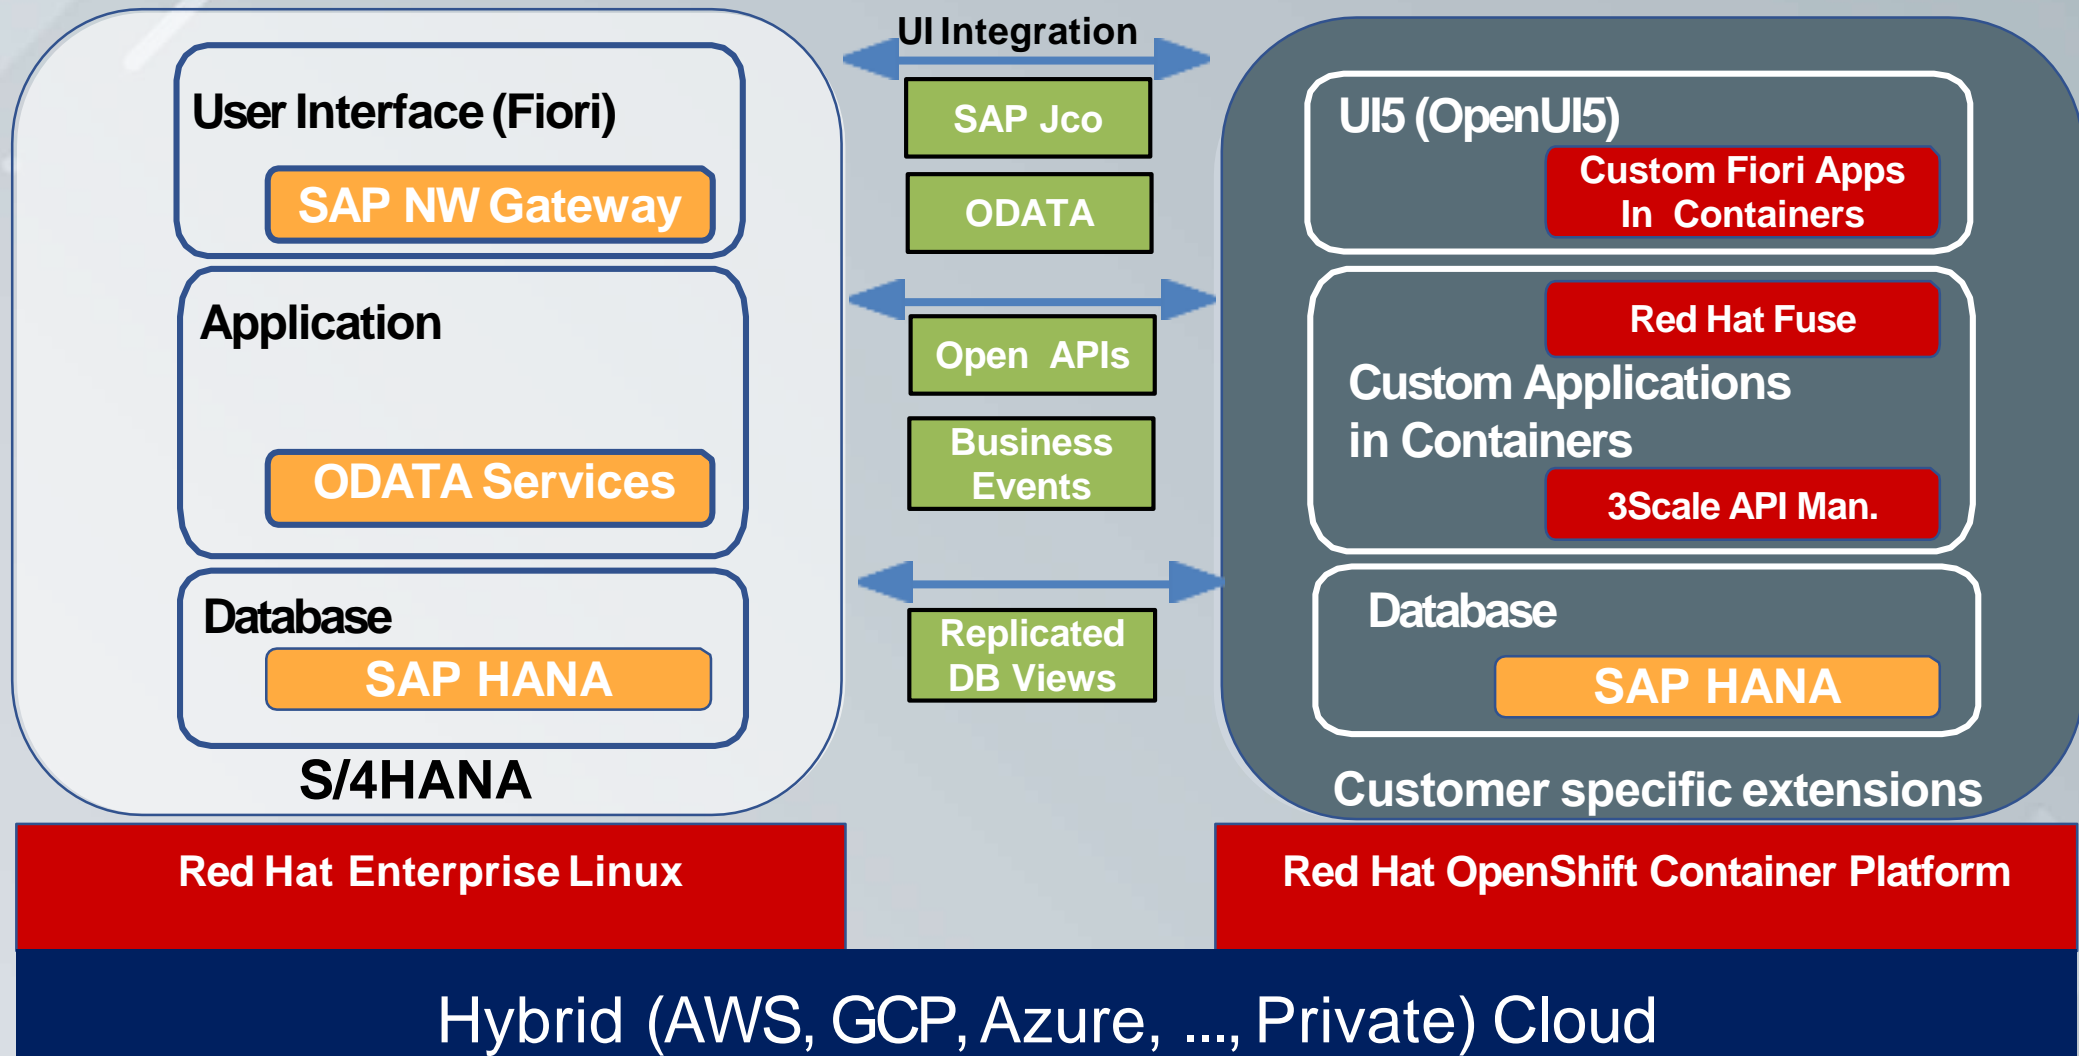 User Interface (Fiori)
SAP NW Gateway
Application
ODATA Services
Database
SAP HANA
S/4HANA
UI Integration
SAP Jco
ODATA
Open APIs
Business
Events
Replicated
DB Views
UI5 (OpenUI5)
Custom Fiori Apps
In Containers
Red Hat Fuse
Custom Applications
in Containers
3Scale API Man.
Database
SAP HANA
Customer specific extensions
Red Hat Enterprise Linux
Red Hat OpenShift Container Platform
Hybrid (AWS, GCP, Azure, ..., Private) Cloud